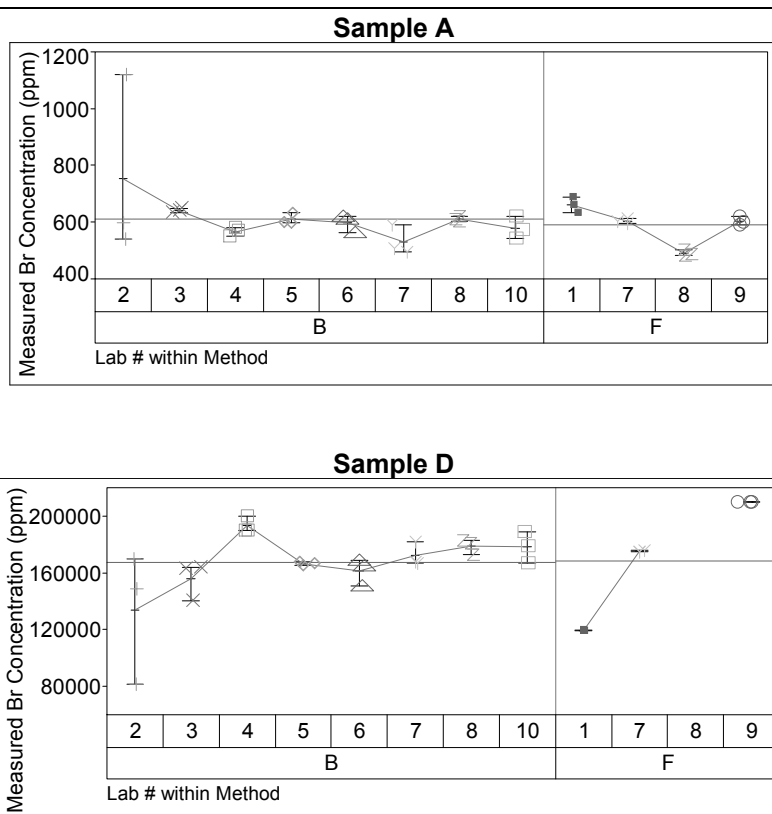 Sample A
Measured Br Concentration (ppm)
1200
1000
800
600
400
2 3 4 5 6 7 8 10 1 7 8 9
B F
Lab # within Method
Sample D
Measured Br Concentration (ppm)
200000
160000
120000
80000
2 3 4 5 6 7 8 10 1 7 8 9
B F
Lab # within Method